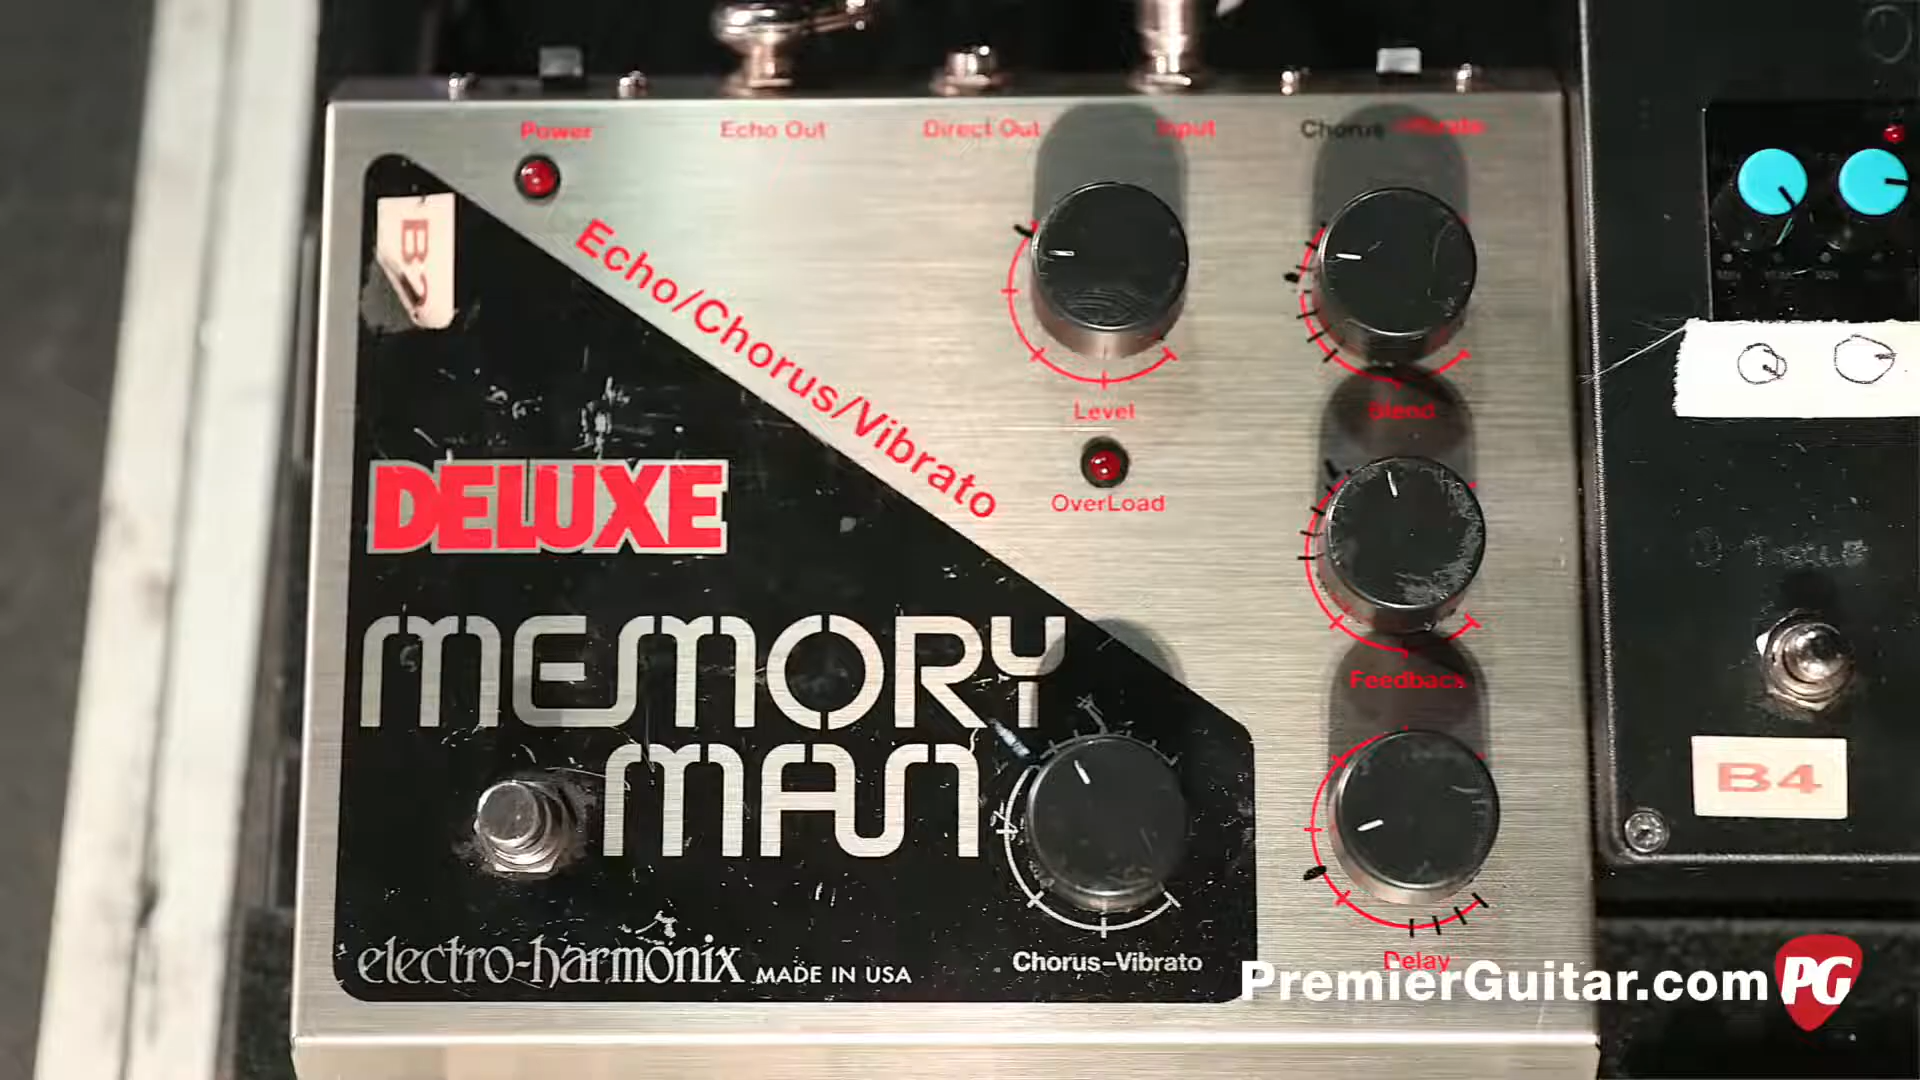 Power
Echo Out
Direct Out
Input
Chorus
Vibrato
B2
Echo/Chorus/Vibrato
Level
Blend
OverLoad
DELUXE
MEMORY
MAN
Feedback
B4
electro-harmonix MADE IN USA
Chorus-Vibrato
Delay
PremierGuitar.com PG